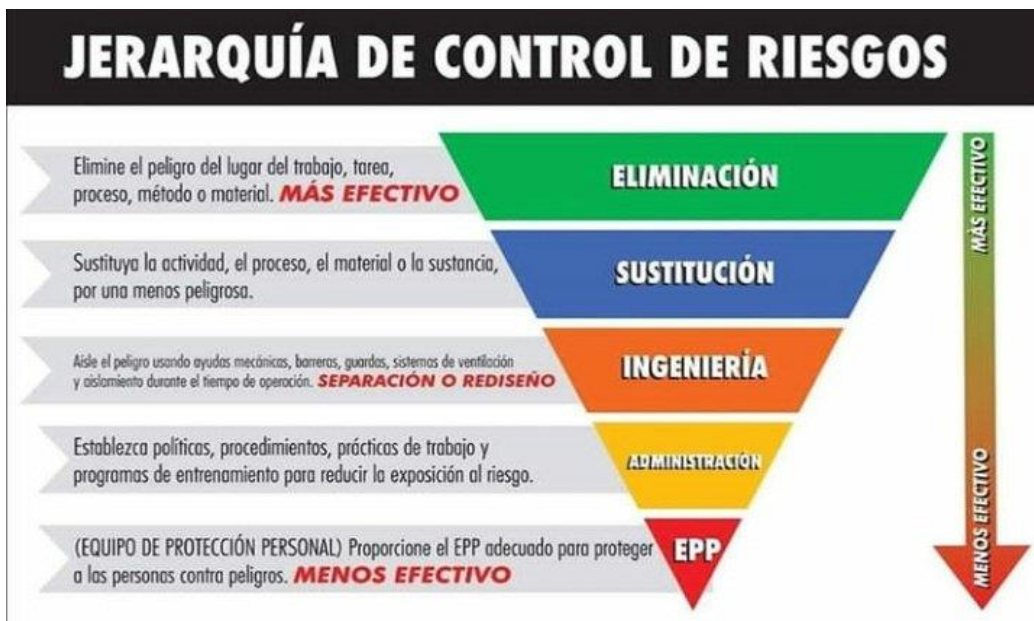 JERARQUÍA DE CONTROL DE RIESGOS
Elimine el peligro del lugar del trabajo, tarea,
proceso, método o material. MÁS EFECTIVO
ELIMINACIÓN
MÀS EFECTIVO
Sustituya la actividad, el proceso, el material o la sustancia,
por una menos peligrosa.
SUSTITUCIÓN
Aisle el peligro usando ayudas mecánicas, barreras, guardas, sistemas de ventilación
y aislamiento durante el tiempo de operación. SEPARACIÓN O REDISEÑO
INGENIERÍA
Establezca políticas, procedimientos, prácticas de trabajo y
programas de entrenamiento para reducir la exposición al riesgo.
ADMINISTRACIÓN
(EQUIPO DE PROTECCIÓN PERSONAL) Proporcione el EPP adecuado para proteger
a las personas contra peligros. MENOS EFECTIVO
EPP
MENOS EFECTIVO